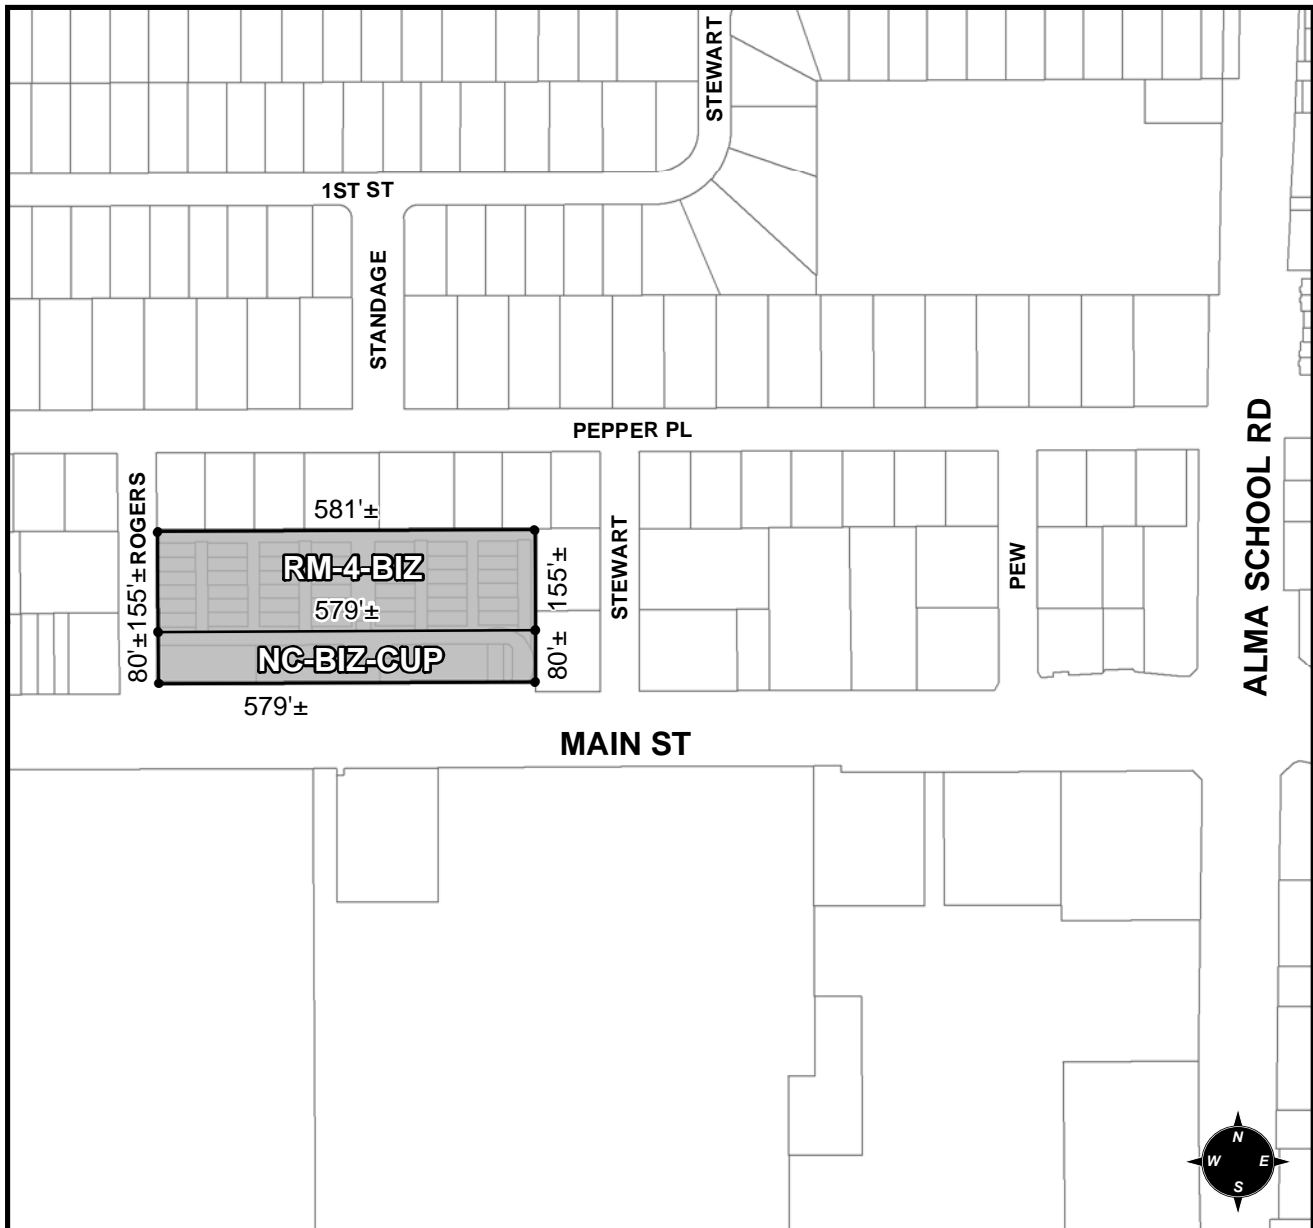 STEWART
1ST ST
STANDAGE
PEPPER PL
ALMA SCHOOL RD
ROGERS
581'±
RM-4-BIZ
155'±
155'±
579'±
STEWART
PEW
NC-BIZ-CUP
80'±
80'±
579'±
MAIN ST
N
W E
S